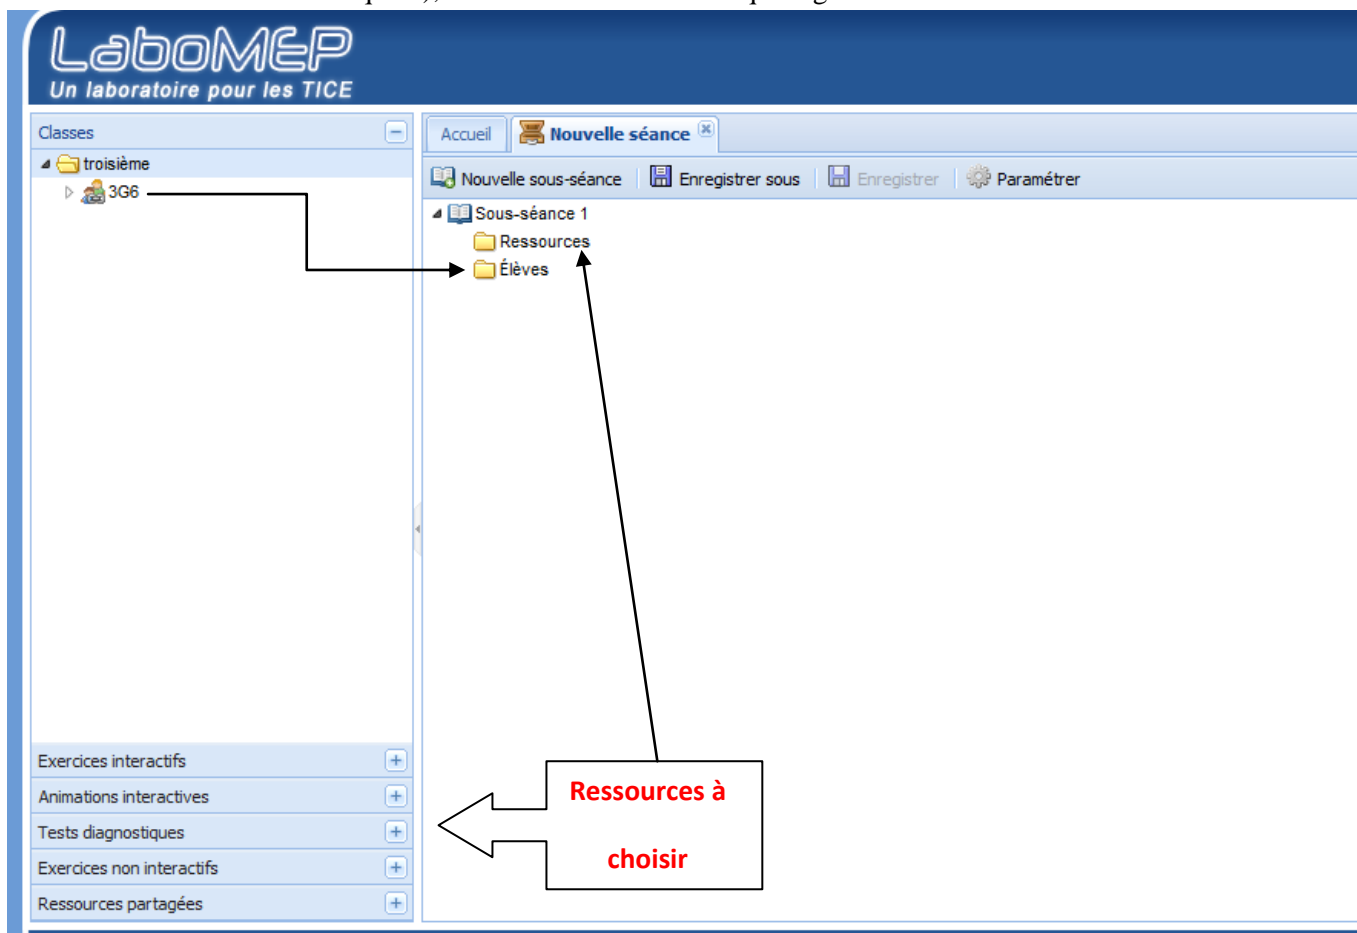 LaboMEP
Un laboratoire pour les TICE
Classes
troisième
3G6
Accueil
Nouvelle séance
Nouvelle sous-séance
Enregistrer sous
Enregistrer
Paramétrer
Sous-séance 1
Ressources
Élèves
Exercices interactifs
Animations interactives
Tests diagnostiques
Exercices non interactifs
Ressources partagées
Ressources à
choisir